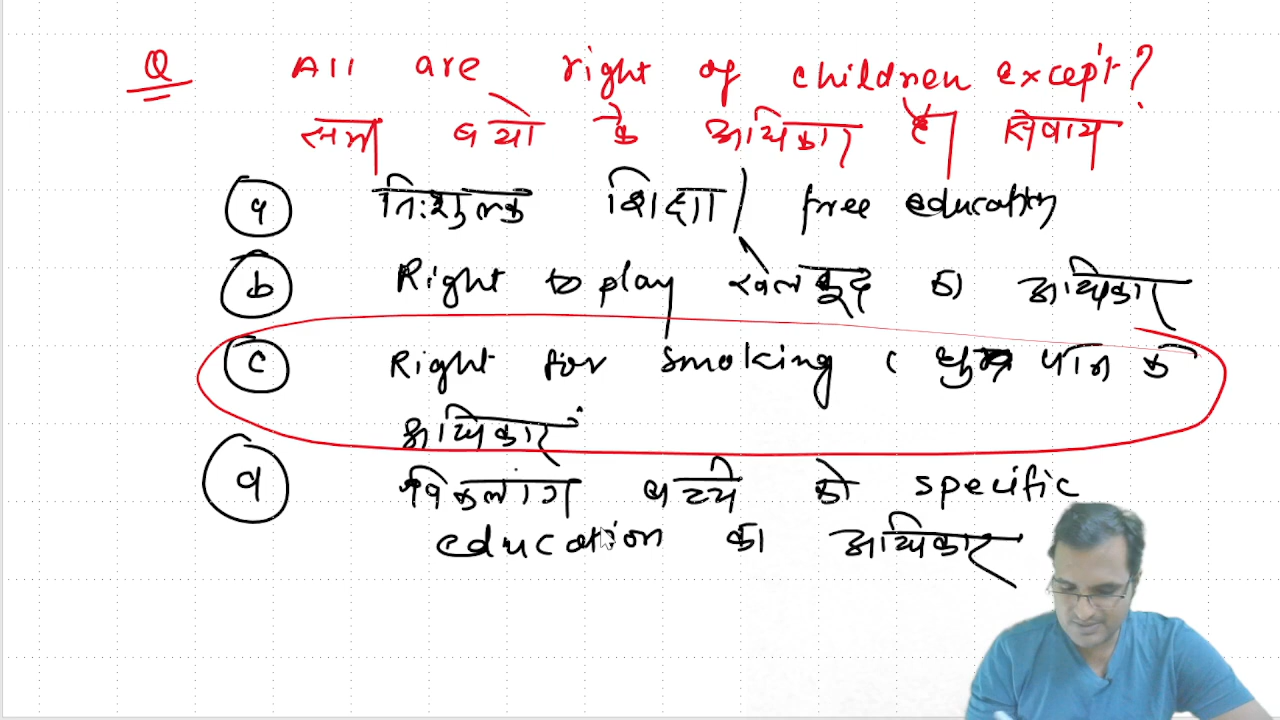 Q All are right of children except?
सभी बच्चो के अधिकार है सिवाय
a निःशुल्क शिक्षा free education
b Right to play खेलकूद का अधिकार
c Right for smoking ( धुम्रपान के
अधिकार
d विकलांग बच्चे को specific
education का अधिकार